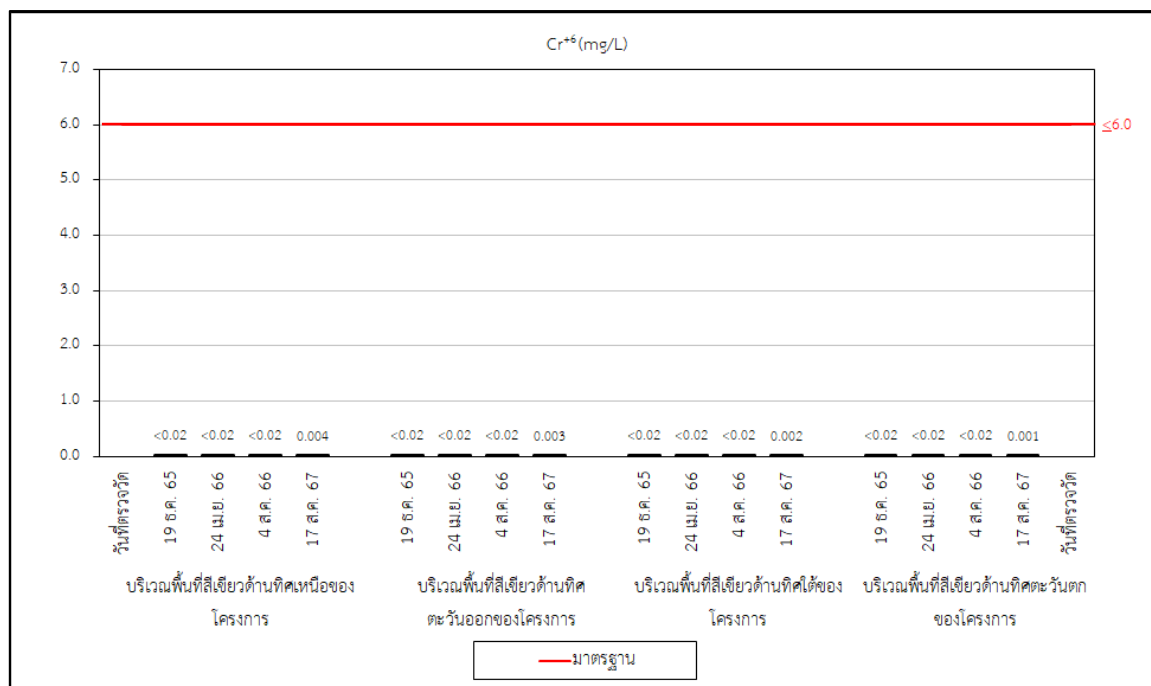 Cr⁺⁶(mg/L)
7.0
6.0
≤6.0
5.0
4.0
3.0
2.0
1.0
<0.02 <0.02 <0.02 0.004 <0.02 <0.02 <0.02 0.003 <0.02 <0.02 <0.02 0.002 <0.02 <0.02 <0.02 0.001
0.0
วันที่ตรวจวัด
19 ธ.ค. 65
24 เม.ย. 66
4 ส.ค. 66
17 ส.ค. 67
19 ธ.ค. 65
24 เม.ย. 66
4 ส.ค. 66
17 ส.ค. 67
19 ธ.ค. 65
24 เม.ย. 66
4 ส.ค. 66
17 ส.ค. 67
19 ธ.ค. 65
24 เม.ย. 66
4 ส.ค. 66
17 ส.ค. 67
วันที่ตรวจวัด
บริเวณพื้นที่สีเขียวด้านทิศเหนือของ
โครงการ
บริเวณพื้นที่สีเขียวด้านทิศ
ตะวันออกของโครงการ
บริเวณพื้นที่สีเขียวด้านทิศใต้ของ
โครงการ
บริเวณพื้นที่สีเขียวด้านทิศตะวันตก
ของโครงการ
มาตรฐาน